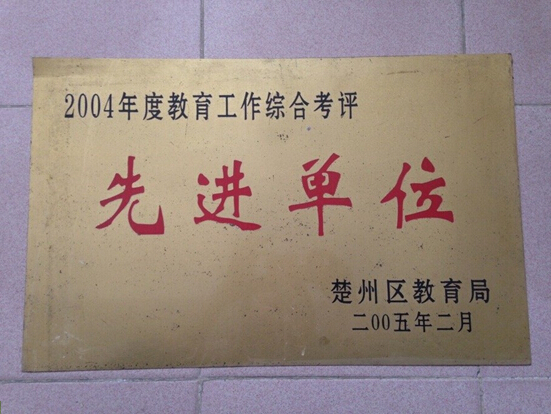 2004年度教育工作综合考评
先进单位
楚州区教育局
二00五年二月